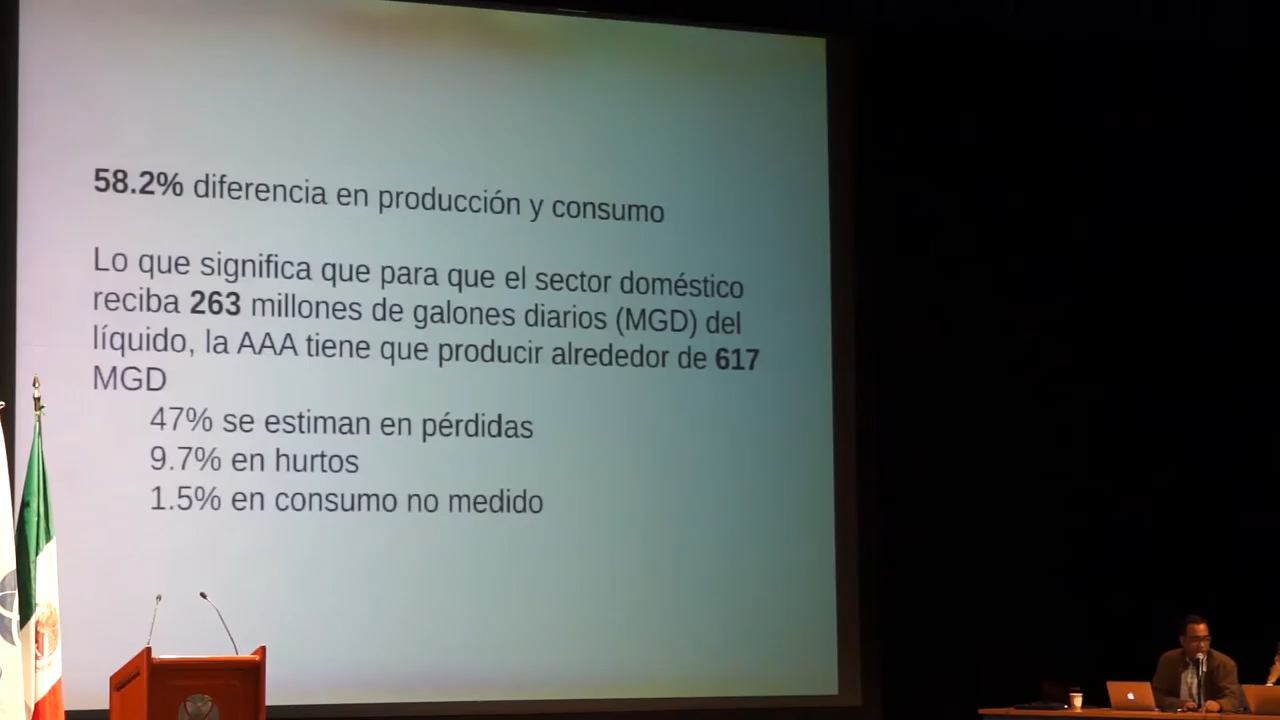 58.2% diferencia en producción y consumo
Lo que significa que para que el sector doméstico
reciba 263 millones de galones diarios (MGD) del
líquido, la AAA tiene que producir alrededor de 617
MGD
47% se estiman en pérdidas
9.7% en hurtos
1.5% en consumo no medido